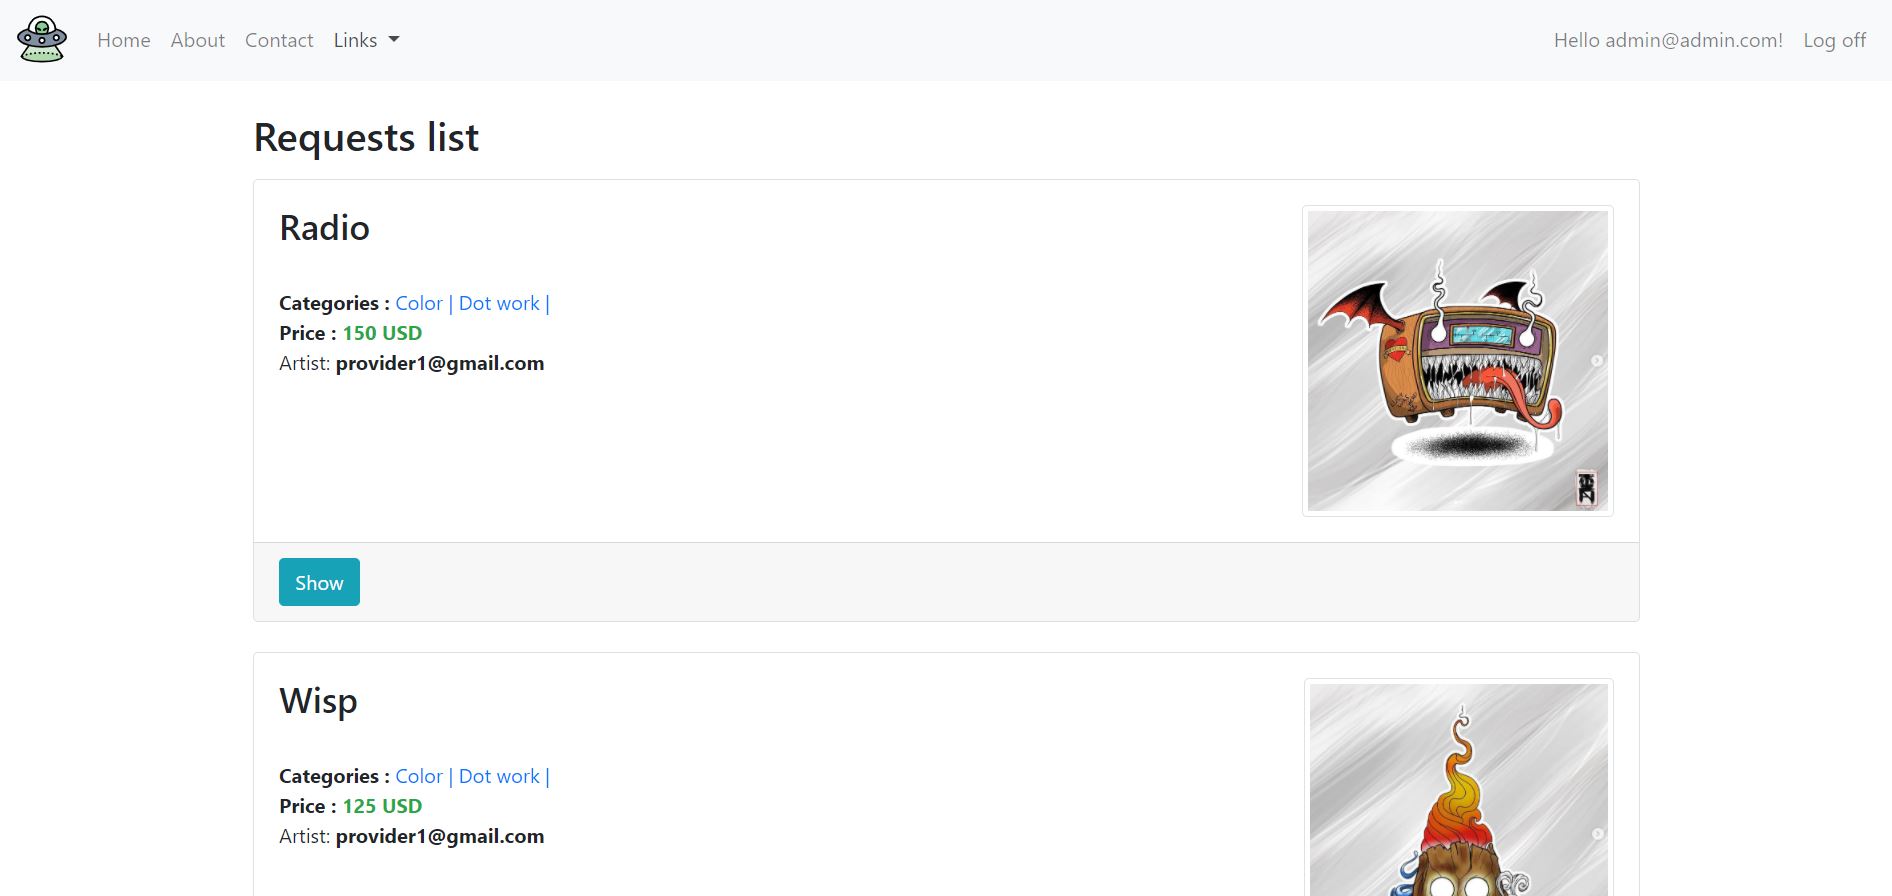 Home About Contact Links Hello admin@admin.com! Log off
Requests list
Radio
Categories : Color | Dot work |
Price : 150 USD
Artist: provider1@gmail.com
Show
Wisp
Categories : Color | Dot work |
Price : 125 USD
Artist: provider1@gmail.com